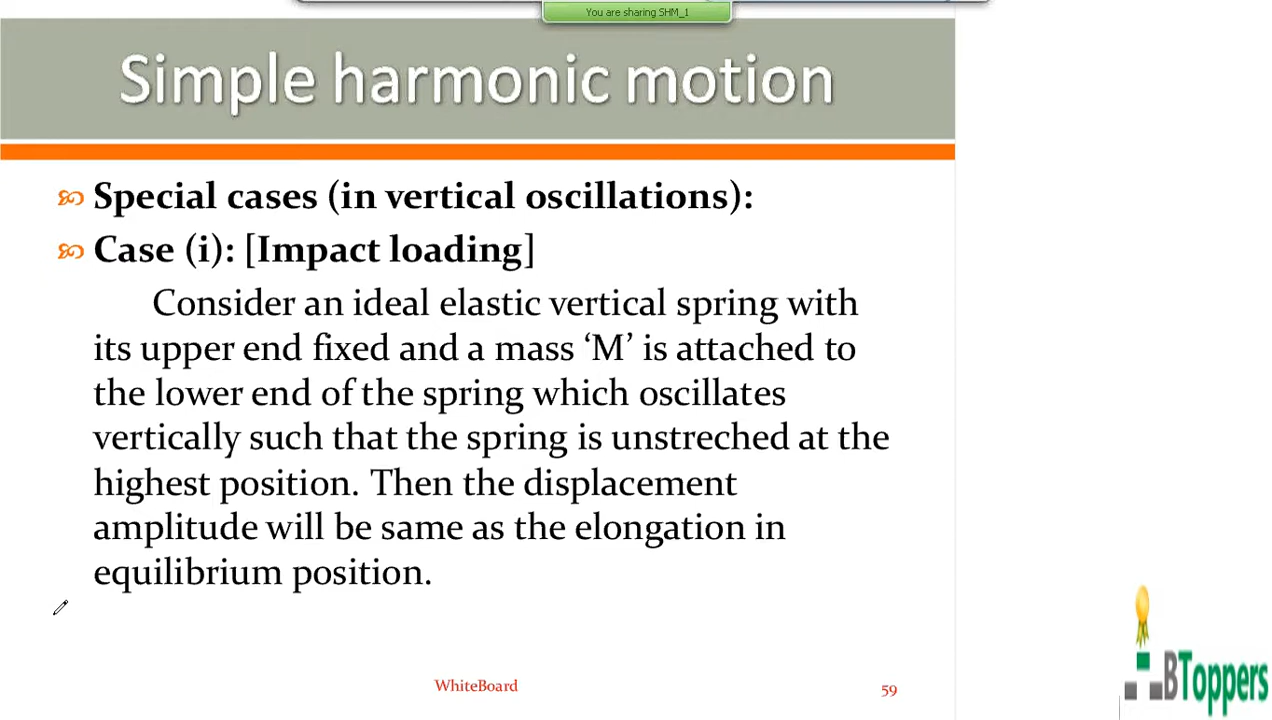 You are sharing SHM_1
Simple harmonic motion
Special cases (in vertical oscillations):
Case (i): [Impact loading]
Consider an ideal elastic vertical spring with
its upper end fixed and a mass ‘M’ is attached to
the lower end of the spring which oscillates
vertically such that the spring is unstreched at the
highest position. Then the displacement
amplitude will be same as the elongation in
equilibrium position.
WhiteBoard
59
BToppers